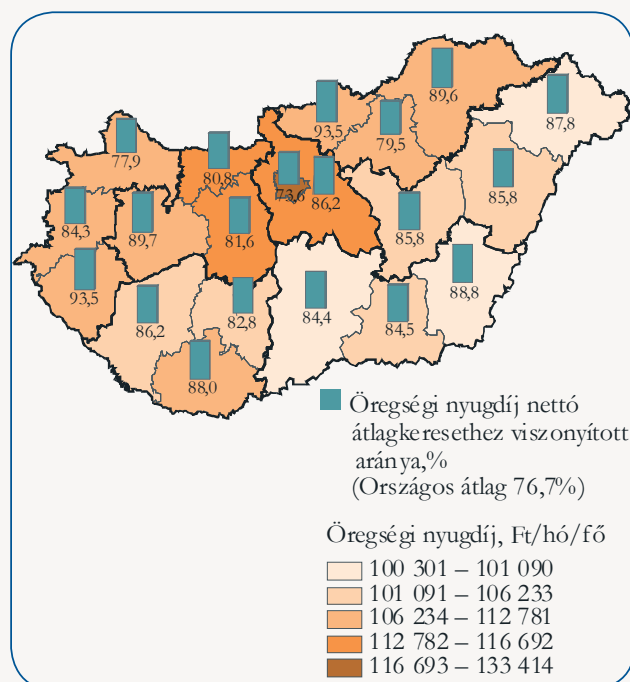 89,6
93,5
87,8
79,5
77,9
80,8
73,6
86,2
85,8
84,3
89,7
81,6
85,8
93,5
88,8
86,2
82,8
84,4
84,5
88,0
Öregségi nyugdíj nettó
átlagkeresethez viszonyított
aránya,%
(Országos átlag 76,7%)
Öregségi nyugdíj, Ft/hó/fő
100 301 – 101 090
101 091 – 106 233
106 234 – 112 781
112 782 – 116 692
116 693 – 133 414